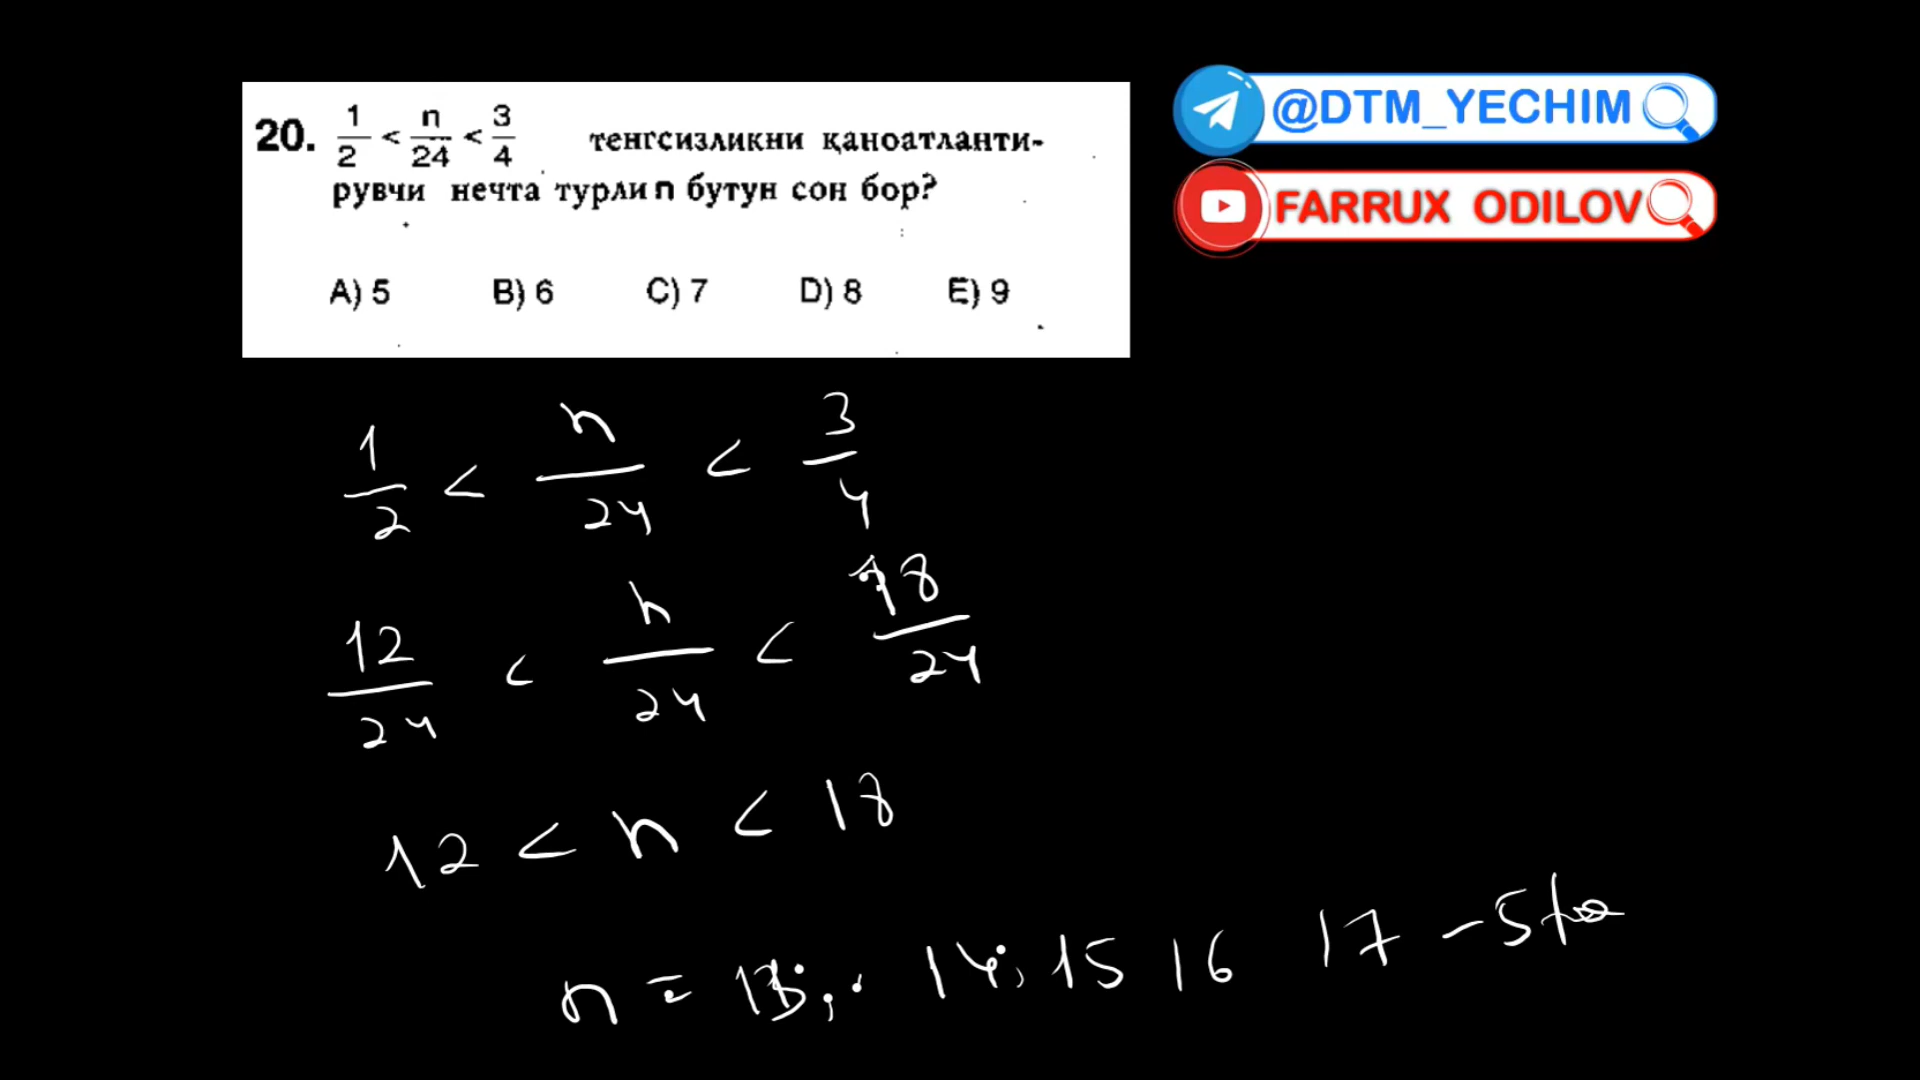 20. 1/2 < n/24 < 3/4 тенгсизликни қаноатланти-
рувчи нечта турли n бутун сон бор?
A) 5 B) 6 C) 7 D) 8 E) 9
@DTM_YECHIM
FARRUX ODILOV
1/2 < n/24 < 3/4
12/24 < n/24 < 18/24
12 < n < 18
n = 13; 14; 15 16 17 - 5ta